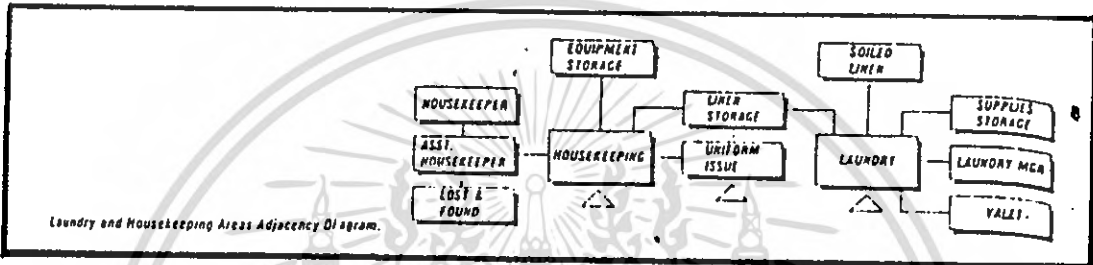 EQUIPMENT
STORAGE
SOILED
LINEN
HOUSEKEEPER
LINEN
STORAGE
SUPPLIES
STORAGE
ASST.
HOUSEKEEPER
HOUSEKEEPING
UNIFORM
ISSUE
LAUNDRY
LAUNDRY MGR
LOST &
FOUND
VALET
Laundry and Housekeeping Areas Adjacency Diagram.